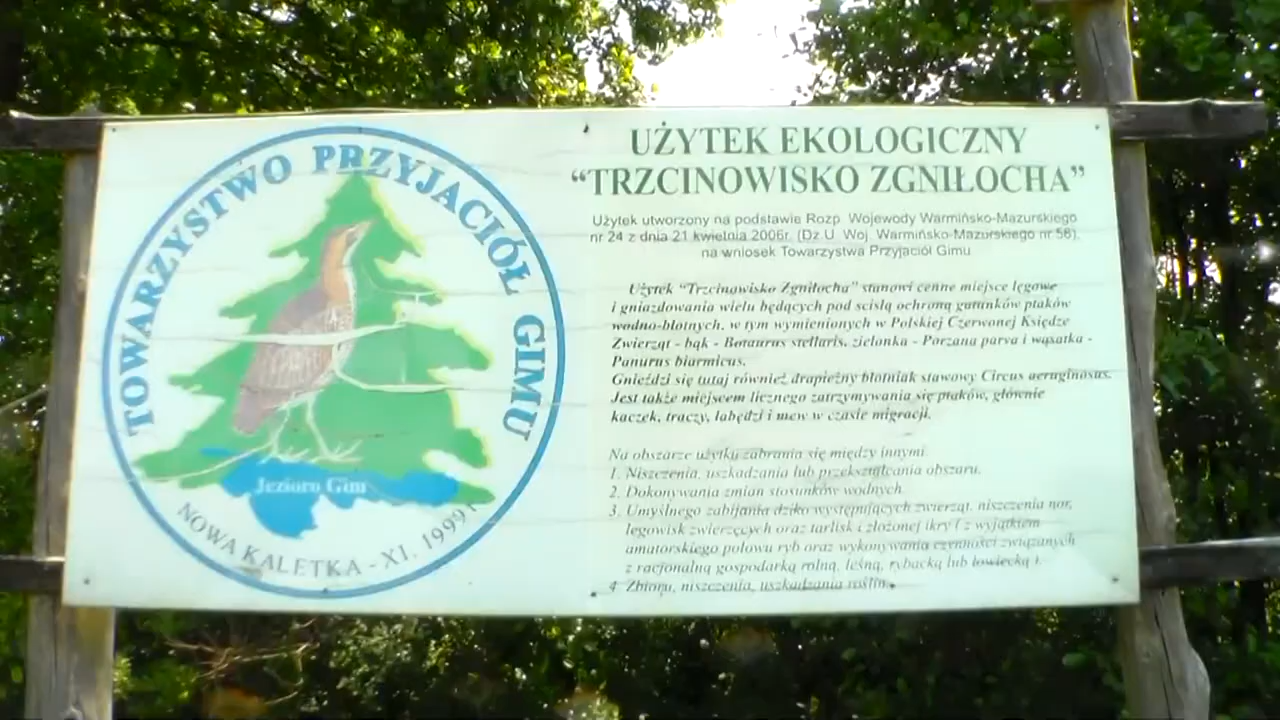 TOWARZYSTWO PRZYJACIÓŁ GIMU
Jezioro Gim
NOWA KALETKA - XI. 1999 r.
UŻYTEK EKOLOGICZNY
“TRZCINOWISKO ZGNIŁOCHA”
Użytek utworzony na podstawie Rozp. Wojewody Warmińsko-Mazurskiego
nr 24 z dnia 21 kwietnia 2006r. (Dz.U. Woj. Warmińsko-Mazurskiego nr 58),
na wniosek Towarzystwa Przyjaciół Gimu
Użytek “Trzcinowisko Zgniłocha” stanowi cenne miejsce lęgowe
i gniazdowania wielu będących pod scisłą ochroną gatunków ptaków
wodno-błotnych, w tym wymienionych w Polskiej Czerwonej Księdze
Zwierząt - bąk - Botaurus stellaris, zielonka - Porzana parva i wąsatka -
Panurus biarmicus.
Gnieździ się tutaj również drapieżny błotniak stawowy Circus aeruginosus.
Jest także miejscem licznego zatrzymywania się ptaków, głównie
kaczek, traczy, łabędzi i mew w czasie migracji.
Na obszarze użytku zabrania się między innymi
1. Niszczenia, uszkadzania lub przekształcania obszaru.
2. Dokonywania zmian stosunków wodnych.
3. Umyślnego zabijania dziko występujących zwierząt, niszczenia nor,
legowisk zwierzęcych oraz tarlisk i złożonej ikry ( z wyjątkiem
amatorskiego połowu ryb oraz wykonywania czynności związanych
z racjonalną gospodarką rolną, leśną, rybacką lub łowiecką ).
4 Zbioru, niszczenia, uszkadzania roślin.